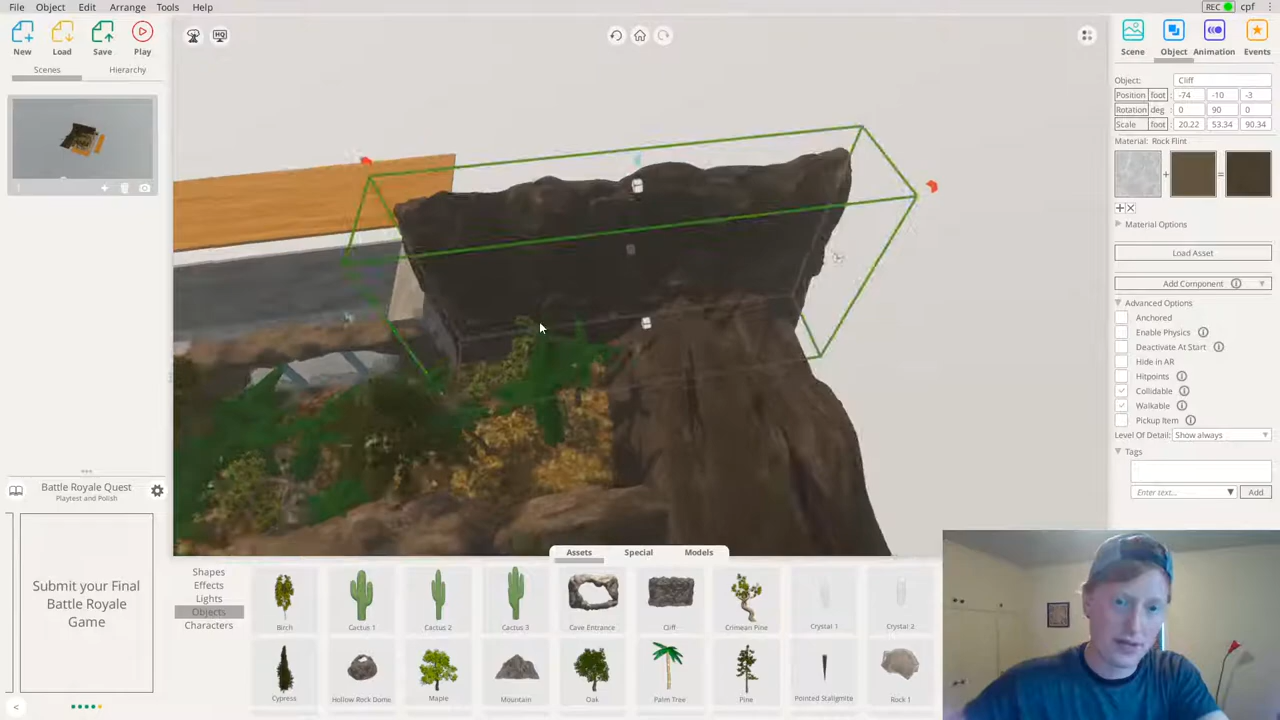 File Object Edit Arrange Tools Help
REC cpf
New Load Save Play
Scenes Hierarchy
HQ
Scene Object Animation Events
Object: Cliff
Position foot : -74 -10 -3
Rotation deg : 0 90 0
Scale foot : 20.22 53.34 90.34
Material: Rock Flint
+ =
Material Options
Load Asset
Add Component
Advanced Options
Anchored
Enable Physics
Deactivate At Start
Hide in AR
Hitpoints
Collidable
Walkable
Pickup Item
Level Of Detail: Show always
Tags
Enter text... Add
Battle Royale Quest
Playtest and Polish
Submit your Final
Battle Royale
Game
<
Assets Special Models
Shapes
Effects
Lights
Objects
Characters
Birch Cactus 1 Cactus 2 Cactus 3 Cave Entrance Cliff Crimean Pine Crystal 1 Crystal 2
Cypress Hollow Rock Dome Maple Mountain Oak Palm Tree Pine Pointed Staligmite Rock 1